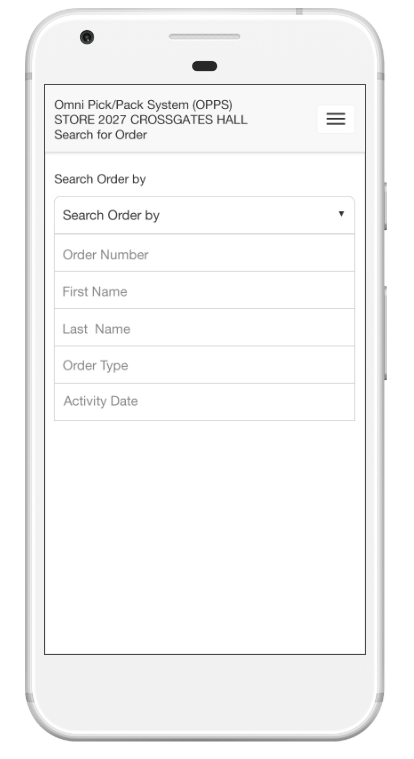 Omni Pick/Pack System (OPPS)
STORE 2027 CROSSGATES HALL
Search for Order
Search Order by
Search Order by
Order Number
First Name
Last Name
Order Type
Activity Date